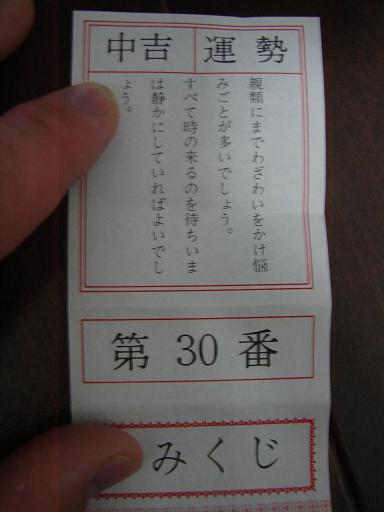 中吉
運勢
親類にまでわざわいをかけ悩
みごとが多いでしょう。
すべて時の来るのを待ちいま
は静かにしていればよいでし
ょう。
第 30 番
みくじ